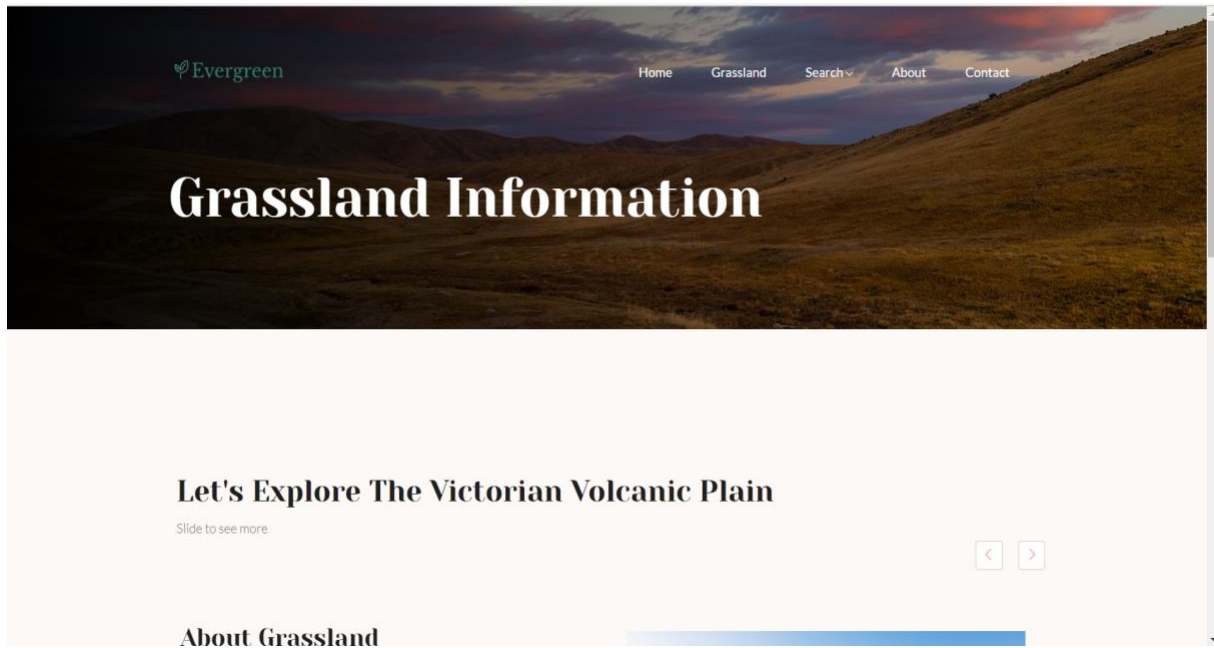 Evergreen
Home Grassland Search About Contact
Grassland Information
Let's Explore The Victorian Volcanic Plain
Slide to see more
About Grassland